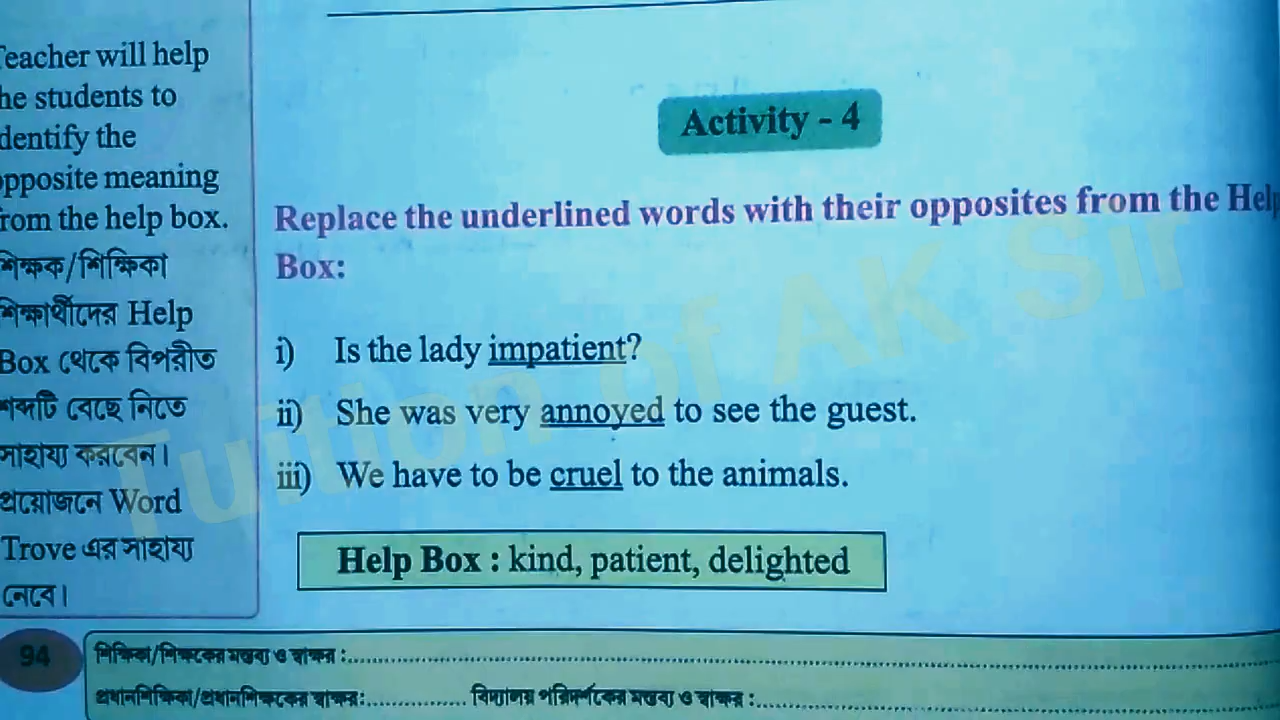 Teacher will help
he students to
dentify the
opposite meaning
from the help box.
শিক্ষক/শিক্ষিকা
শিক্ষার্থীদের Help
Box থেকে বিপরীত
শব্দটি বেছে নিতে
সাহায্য করবেন।
প্রয়োজনে Word
Trove এর সাহায্য
নেবে।
Activity - 4
Replace the underlined words with their opposites from the Help
Box:
i) Is the lady impatient?
ii) She was very annoyed to see the guest.
iii) We have to be cruel to the animals.
Help Box : kind, patient, delighted
Tuition of AK Sir
94
শিক্ষিকা/শিক্ষকের মন্তব্য ও স্বাক্ষর :
প্রধানশিক্ষিকা/প্রধানশিক্ষকের স্বাক্ষর: বিদ্যালয় পরিদর্শকের মন্তব্য ও স্বাক্ষর :